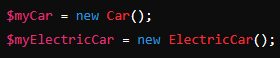 $myCar = new Car();
$myElectricCar = new ElectricCar();